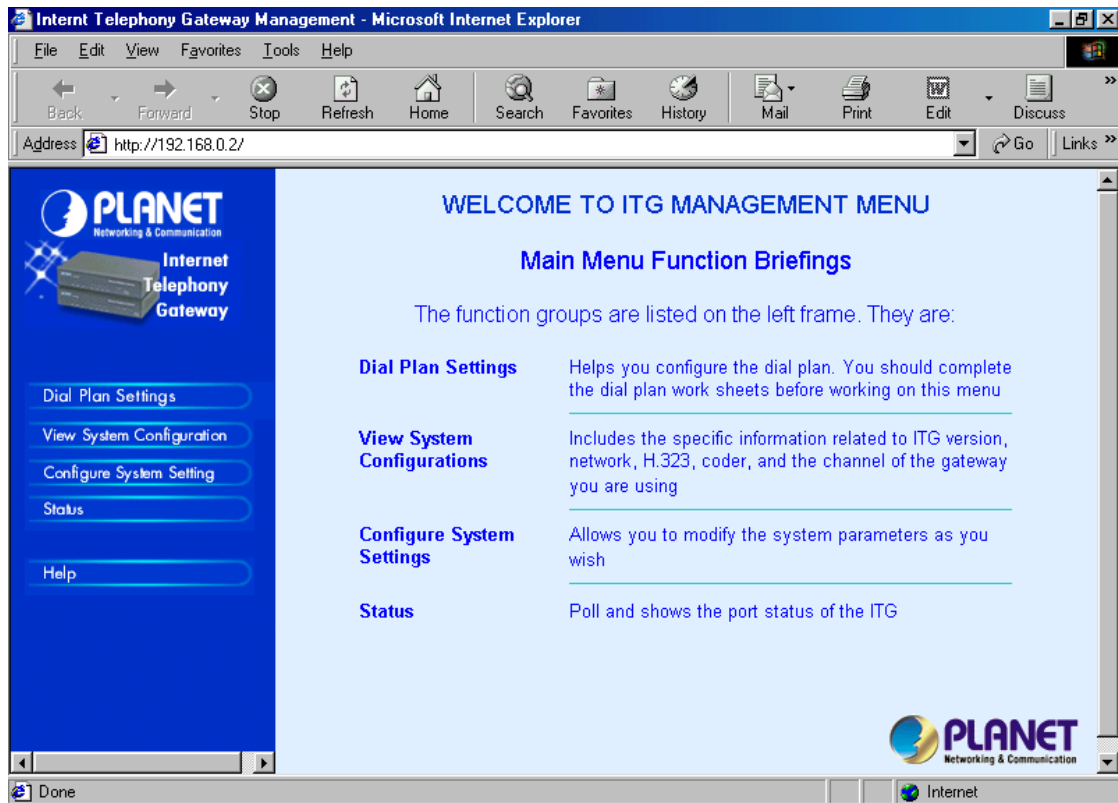 Internt Telephony Gateway Management - Microsoft Internet Explorer
File Edit View Favorites Tools Help
Back Forward Stop Refresh Home Search Favorites History Mail Print Edit Discuss »
Address http://192.168.0.2/ Go Links »
PLANET
Networking & Communication
Internet
Telephony
Gateway
Dial Plan Settings
View System Configuration
Configure System Setting
Status
Help
WELCOME TO ITG MANAGEMENT MENU
Main Menu Function Briefings
The function groups are listed on the left frame. They are:
Dial Plan Settings
Helps you configure the dial plan. You should complete
the dial plan work sheets before working on this menu
View System
Configurations
Includes the specific information related to ITG version,
network, H.323, coder, and the channel of the gateway
you are using
Configure System
Settings
Allows you to modify the system parameters as you
wish
Status
Poll and shows the port status of the ITG
PLANET
Networking & Communication
Done
Internet